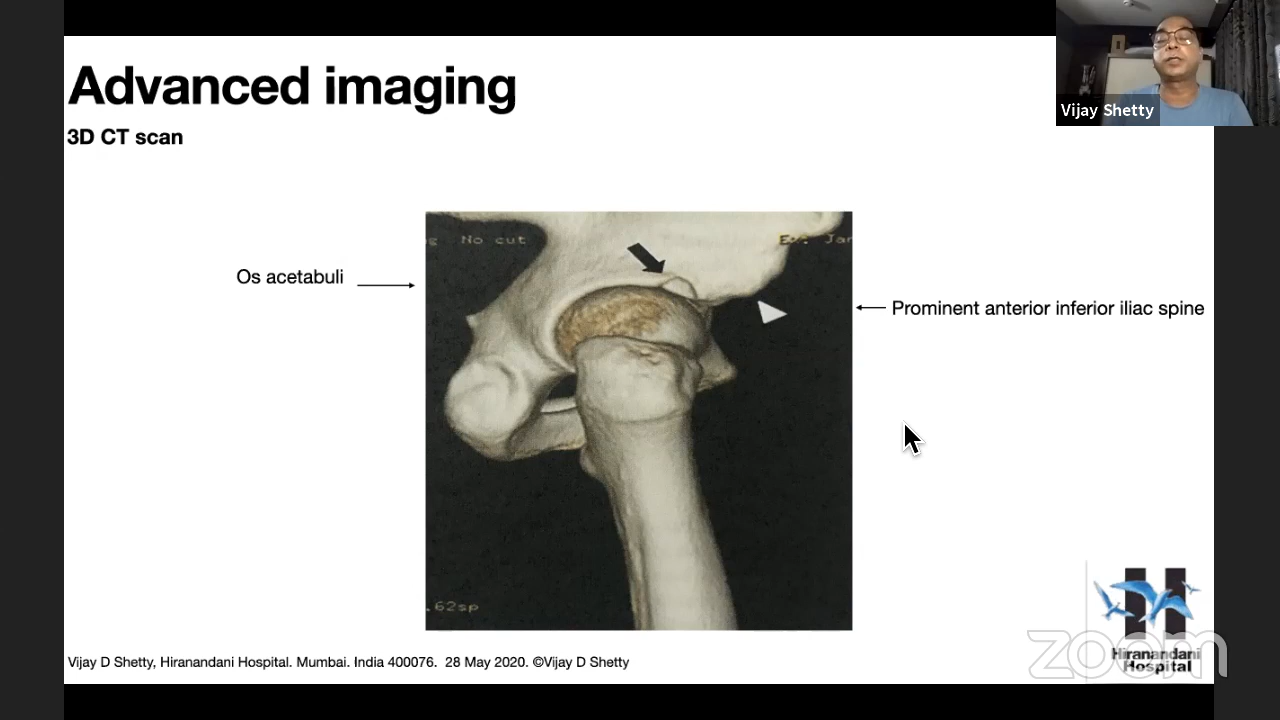 Advanced imaging
3D CT scan
Vijay Shetty
No cut
Os acetabuli
Prominent anterior inferior iliac spine
.62sp
Vijay D Shetty, Hiranandani Hospital. Mumbai. India 400076. 28 May 2020. ©Vijay D Shetty
zoom
Hiranandani
Hospital